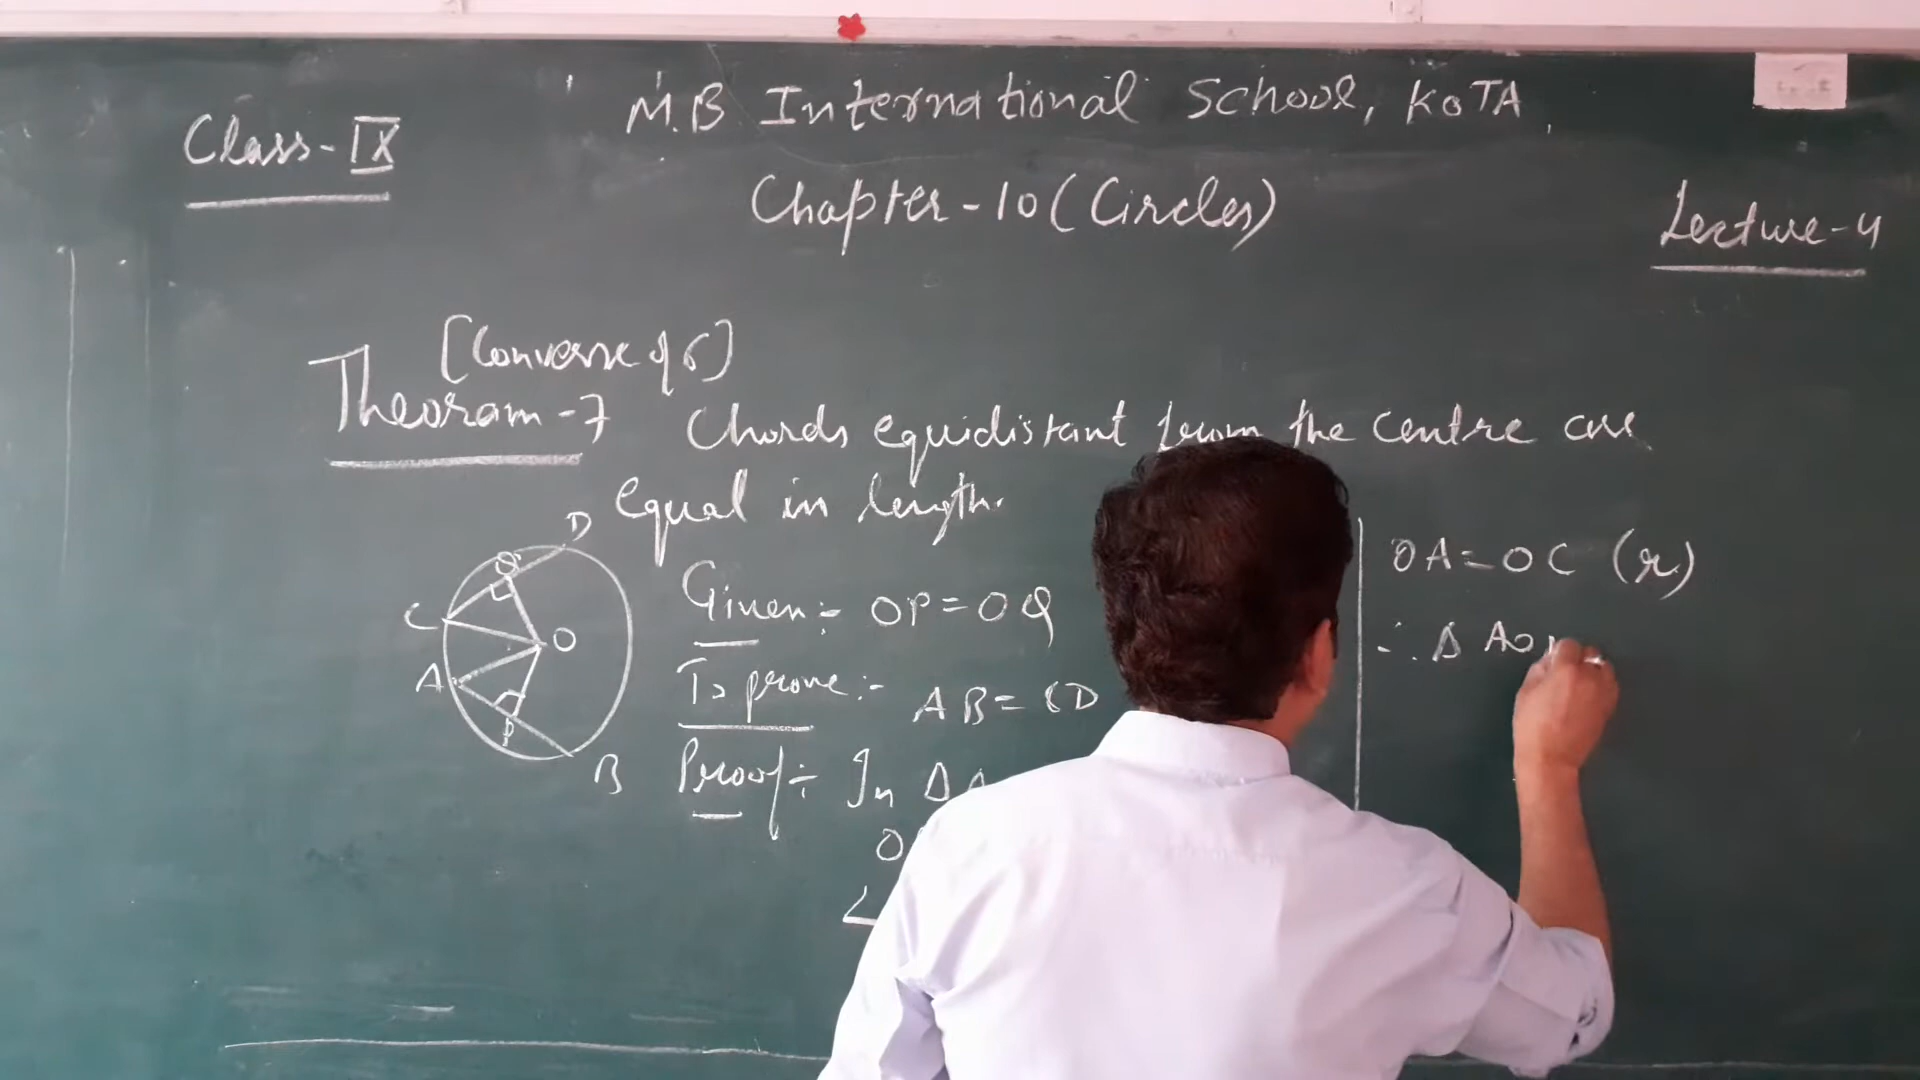 M.B International School, KOTA
Class-IX
Chapter-10 (Circles)
Lecture-4
[Converse of 6]
Theoram-7 Chords equidistant from the centre are
equal in length.
D
Q
C
O
A
P
B
Given:- OP=OQ
To prove:- AB=CD
Proof:- In Δ A
O
∠
OA=OC (r)
∴ Δ AO